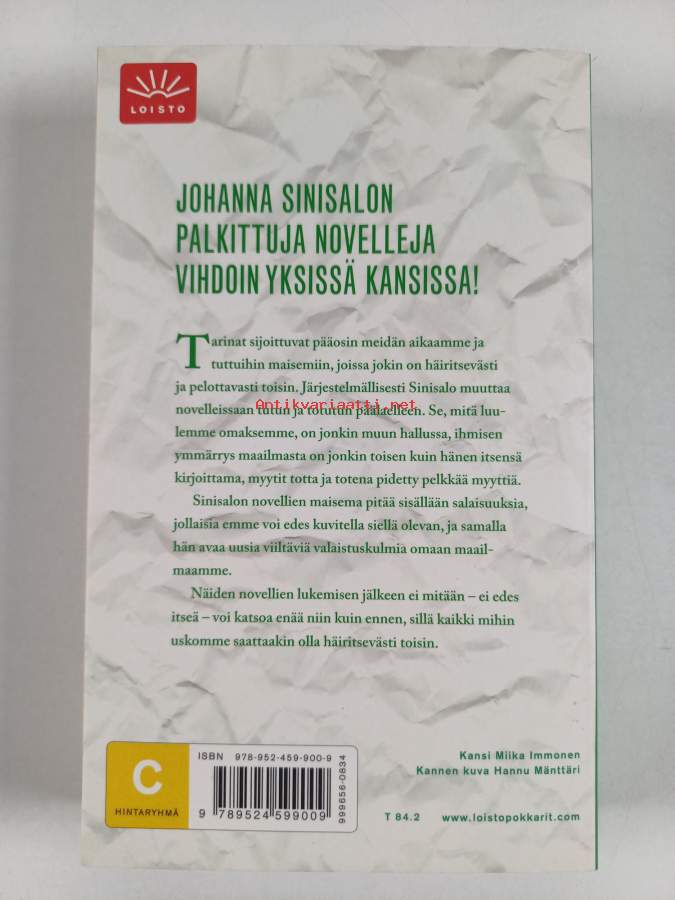 LOISTO
JOHANNA SINISALON
PALKITTUJA NOVELLEJA
VIHDOIN YKSISSÄ KANSISSA!
Tarinat sijoittuvat pääosin meidän aikaamme ja
tuttuihin maisemiin, joissa jokin on häiritsevästi
ja pelottavasti toisin. Järjestelmällisesti Sinisalo muuttaa
Antikvariaatti.net
novelleissaan tutun ja totutun päälaelleen. Se, mitä luu-
lemme omaksemme, on jonkin muun hallussa, ihmisen
ymmärrys maailmasta on jonkin toisen kuin hänen itsensä
kirjoittama, myytit totta ja totena pidetty pelkkää myyttiä.
Sinisalon novellien maisema pitää sisällään salaisuuksia,
jollaisia emme voi edes kuvitella siellä olevan, ja samalla
hän avaa uusia viiltäviä valaistuskulmia omaan maail-
maamme.
Näiden novellien lukemisen jälkeen ei mitään – ei edes
itseä – voi katsoa enää niin kuin ennen, sillä kaikki mihin
uskomme saattaakin olla häiritsevästi toisin.
C
HINTARYHMÄ
ISBN 978-952-459-900-9
9 789524 599009
999656-0834
Kansi Miika Immonen
Kannen kuva Hannu Mänttäri
T 84.2 www.loistopokkarit.com